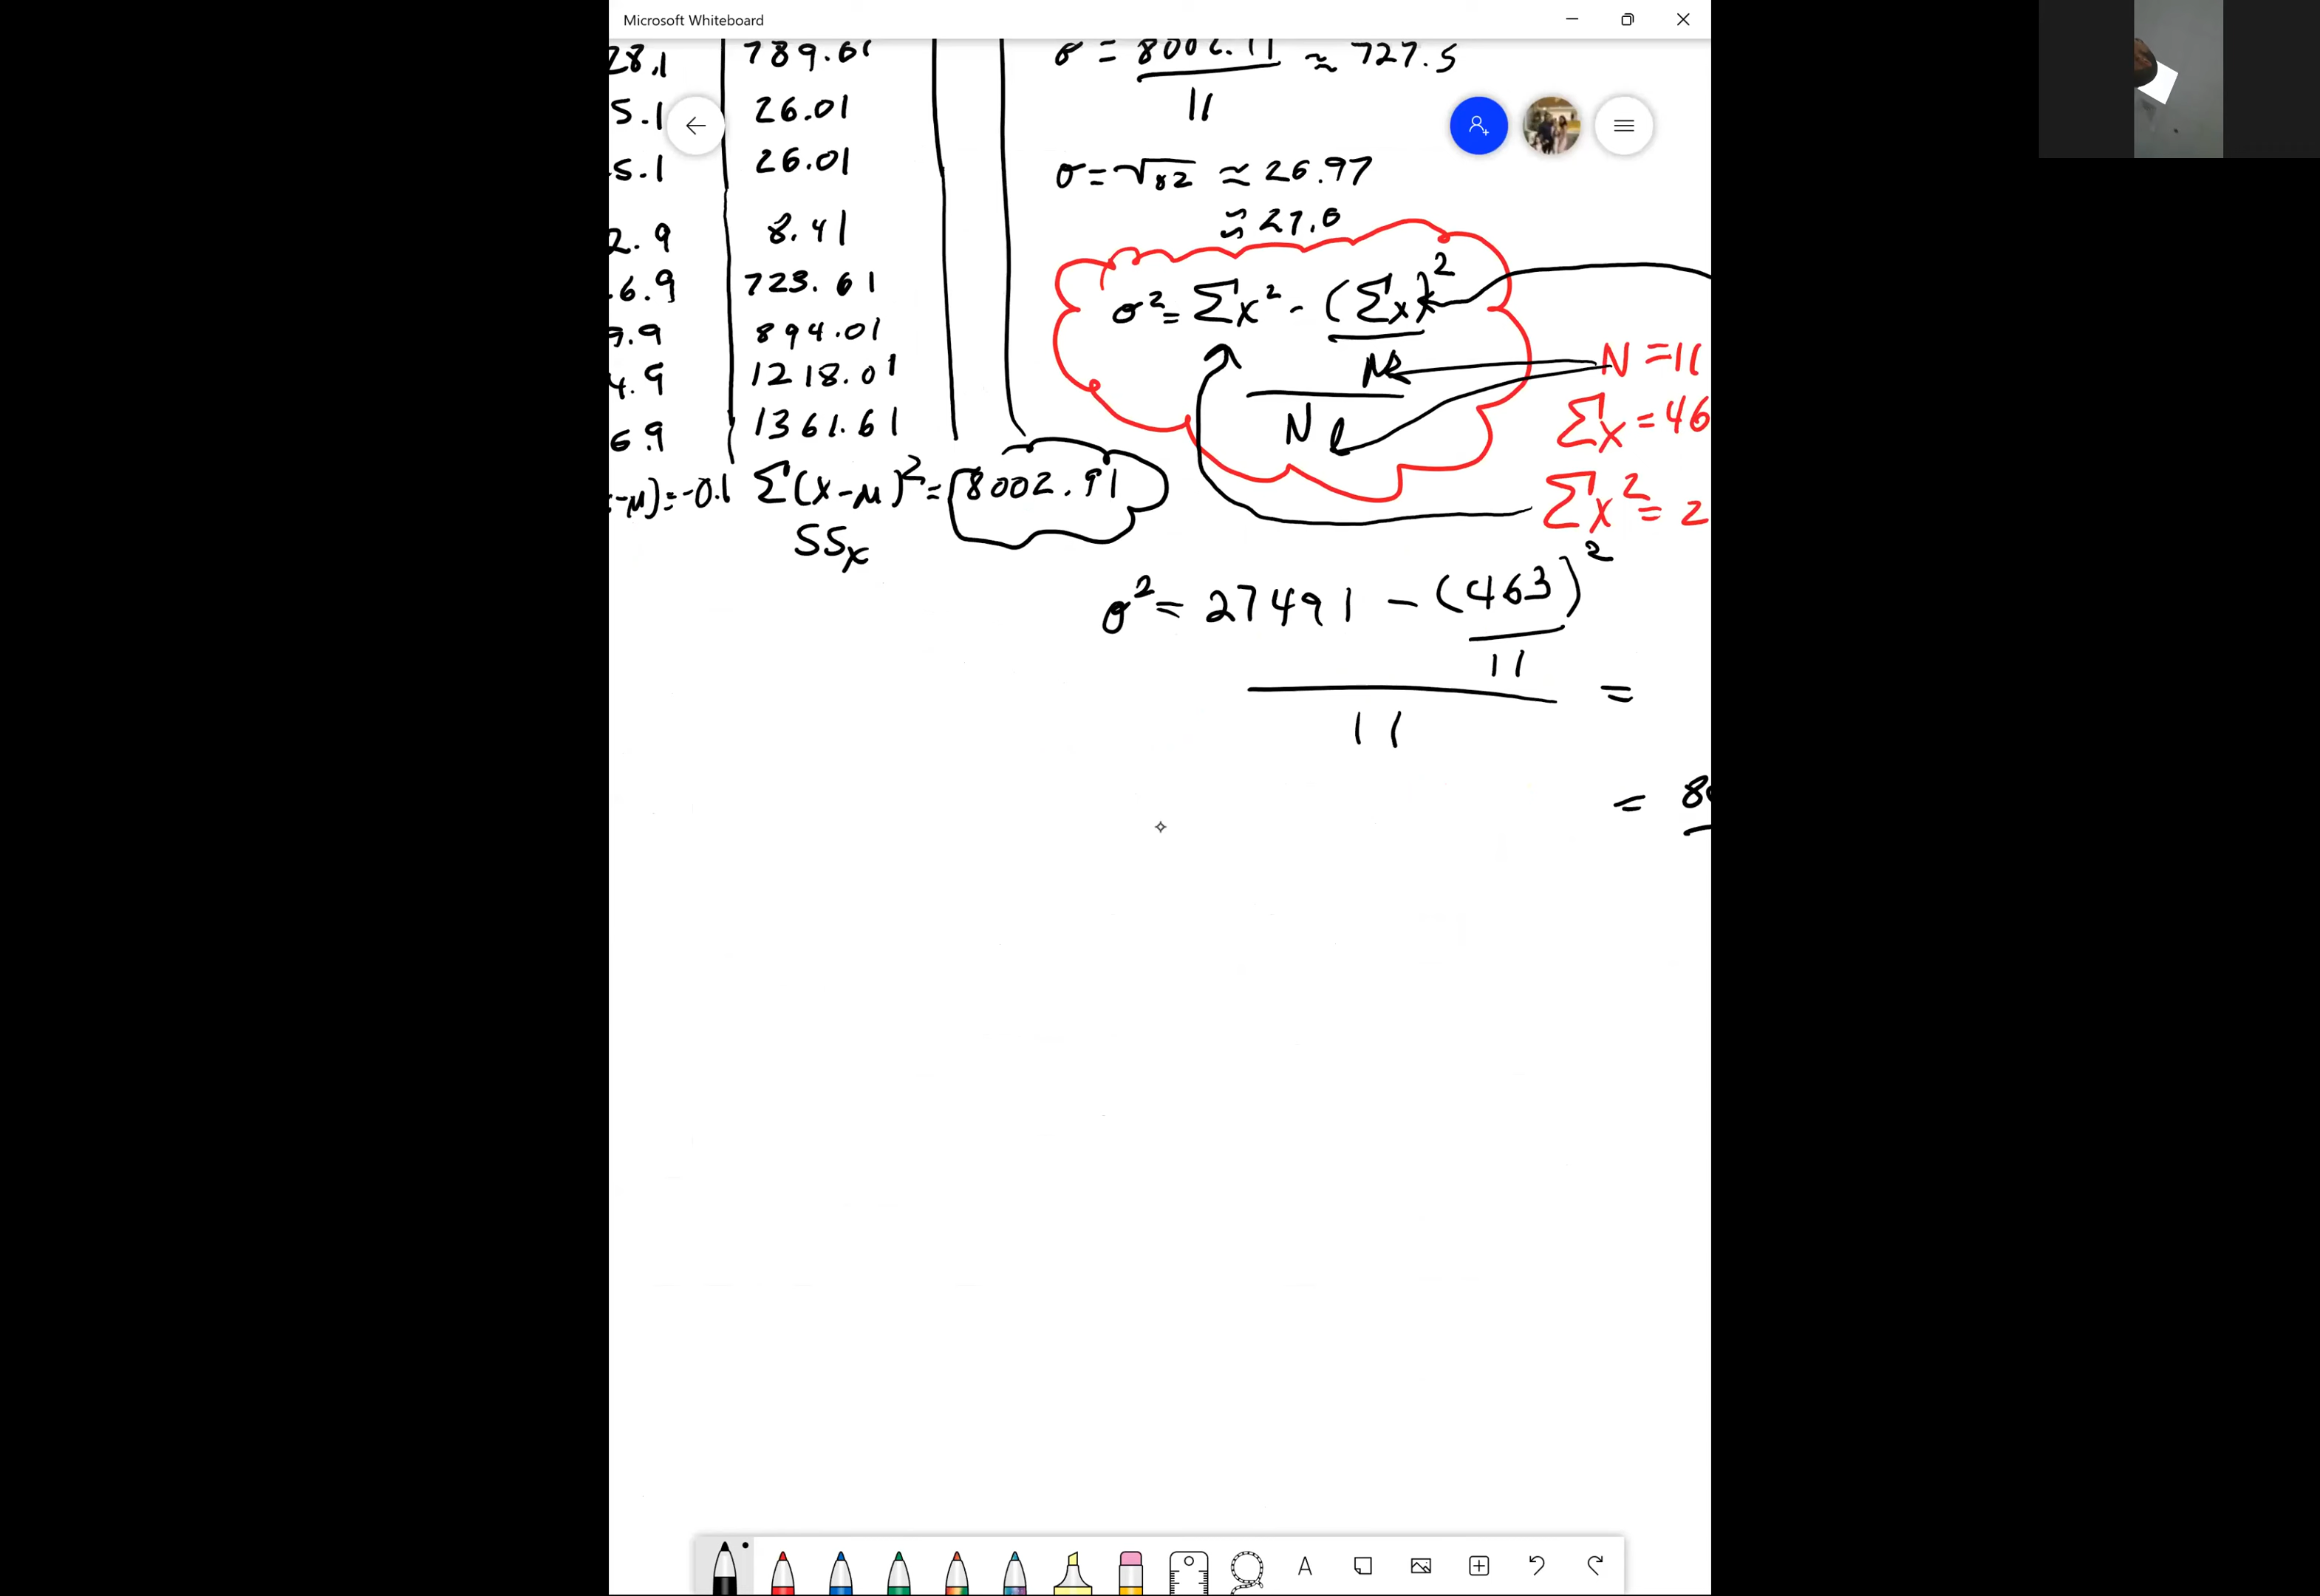 Microsoft Whiteboard
28.1 789.61
5.1 26.01
5.1 26.01
2.9 8.41
6.9 723.61
9.9 894.01
4.9 1218.01
6.9 1361.61
-μ)=-0.1 Σ(x-μ)²=8002.91
SSx
≈ 727.5
11
≈ 26.97
≈ 27.0
σ²= Σx² - (Σx)²
N
N
N=11
Σx=46
Σx²=2
σ²= 27491 - (463)²
11
11
=
= 8
A